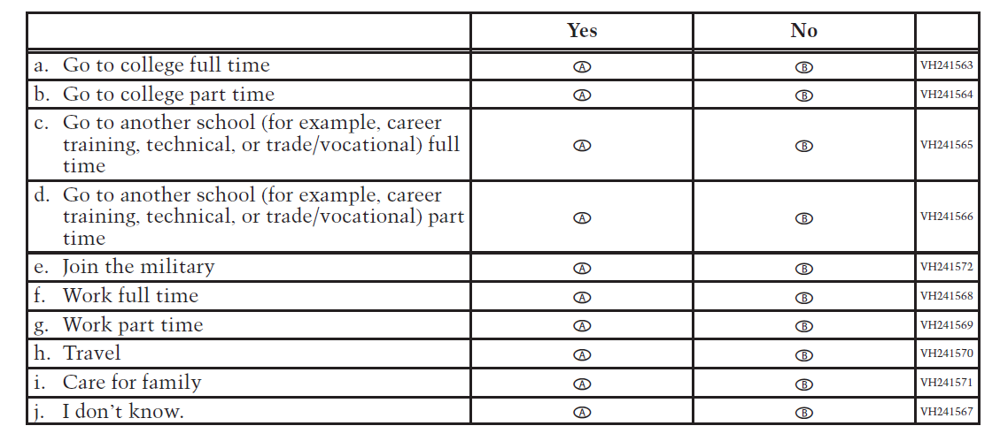 Yes No
a. Go to college full time Ⓐ Ⓑ VH241563
b. Go to college part time Ⓐ Ⓑ VH241564
c. Go to another school (for example, career
training, technical, or trade/vocational) full Ⓐ Ⓑ VH241565
time
d. Go to another school (for example, career
training, technical, or trade/vocational) part Ⓐ Ⓑ VH241566
time
e. Join the military Ⓐ Ⓑ VH241572
f. Work full time Ⓐ Ⓑ VH241568
g. Work part time Ⓐ Ⓑ VH241569
h. Travel Ⓐ Ⓑ VH241570
i. Care for family Ⓐ Ⓑ VH241571
j. I don’t know. Ⓐ Ⓑ VH241567